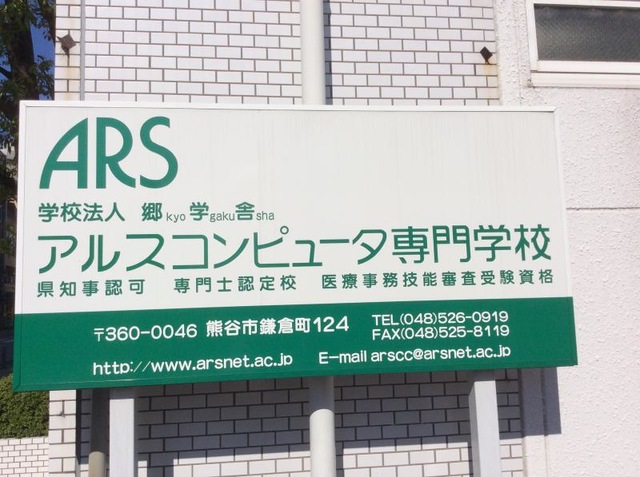 ARS
学校法人 郷kyo学gaku舎sha
アルスコンピュータ専門学校
県知事認可 専門士認定校 医療事務技能審査受験資格
〒360-0046 熊谷市鎌倉町124 TEL(048)526-0919
FAX(048)525-8119
http://www.arsnet.ac.jp E-mail arscc@arsnet.ac.jp